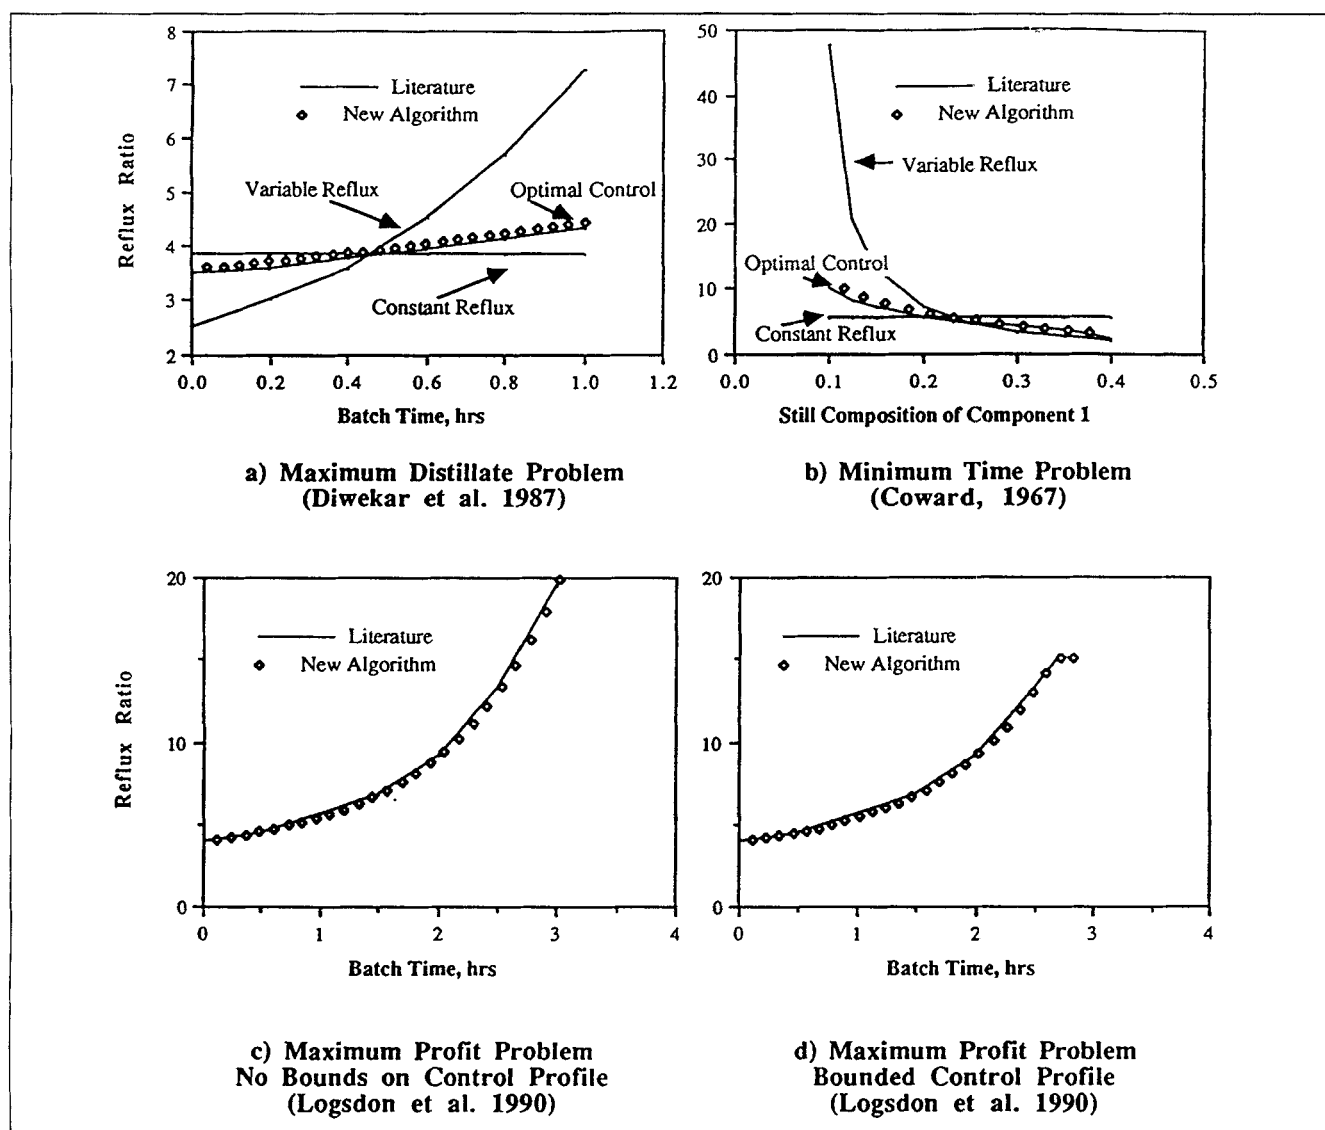 8
7
6
5
4
3
2
Reflux Ratio
Literature
New Algorithm
Variable Reflux
Optimal Control
Constant Reflux
0.0 0.2 0.4 0.6 0.8 1.0 1.2
Batch Time, hrs
a) Maximum Distillate Problem
(Diwekar et al. 1987)
50
40
30
20
10
0
Literature
New Algorithm
Variable Reflux
Optimal Control
Constant Reflux
0.0 0.1 0.2 0.3 0.4 0.5
Still Composition of Component 1
b) Minimum Time Problem
(Coward, 1967)
20
10
0
Reflux Ratio
Literature
New Algorithm
0 1 2 3 4
Batch Time, hrs
c) Maximum Profit Problem
No Bounds on Control Profile
(Logsdon et al. 1990)
20
10
0
Literature
New Algorithm
0 1 2 3 4
Batch Time, hrs
d) Maximum Profit Problem
Bounded Control Profile
(Logsdon et al. 1990)